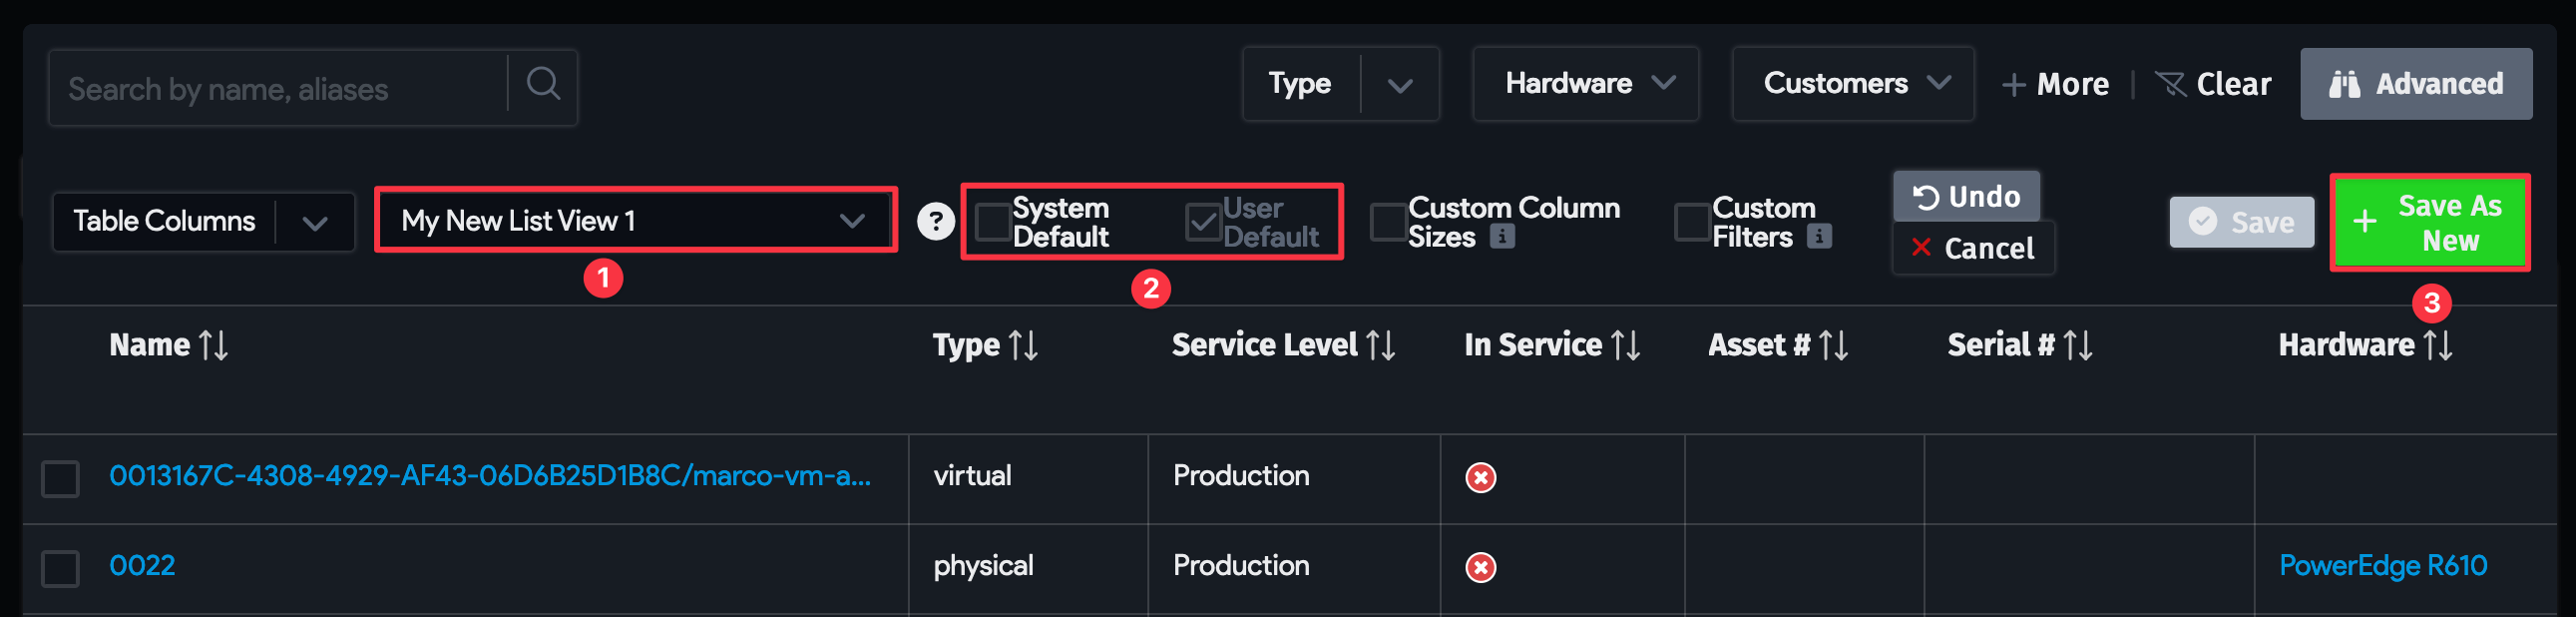 Search by name, aliases
Type
Hardware
Customers
+ More
Clear
Advanced
Table Columns
My New List View 1
?
System
Default
User
Default
Custom Column
Sizes i
Custom
Filters i
Undo
Cancel
Save
+ Save As
New
1
2
3
Name
Type
Service Level
In Service
Asset #
Serial #
Hardware
0013167C-4308-4929-AF43-06D6B25D1B8C/marco-vm-a...
virtual
Production
0022
physical
Production
PowerEdge R610